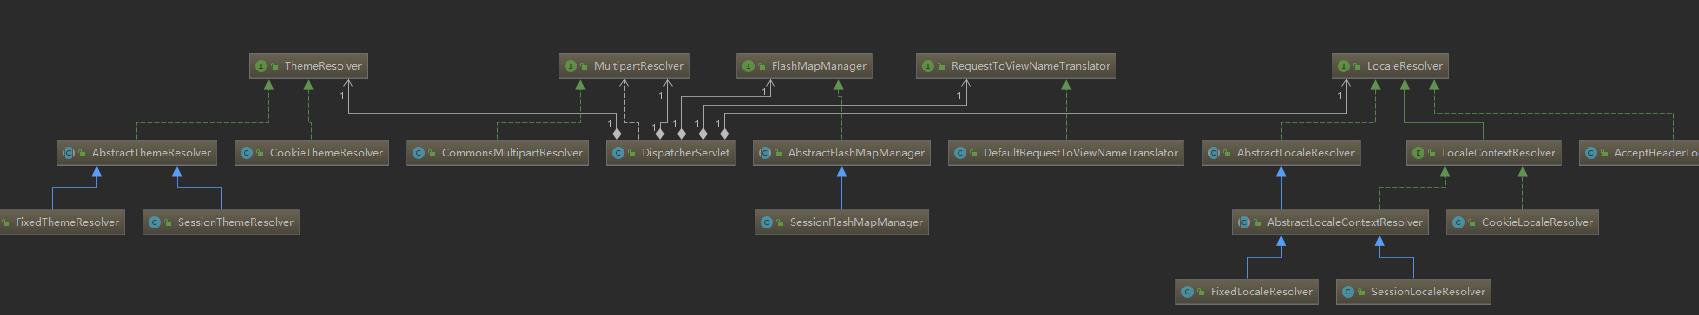 ThemeResolver
MultipartResolver
FlashMapManager
RequestToViewNameTranslator
LocaleResolver
1
1
1
1
1
1
1
1
1
1
AbstractThemeResolver
CookieThemeResolver
CommonsMultipartResolver
DispatcherServlet
AbstractFlashMapManager
DefaultRequestToViewNameTranslator
AbstractLocaleResolver
LocaleContextResolver
AcceptHeaderLo
FixedThemeResolver
SessionThemeResolver
SessionFlashMapManager
AbstractLocaleContextResolver
CookieLocaleResolver
FixedLocaleResolver
SessionLocaleResolver